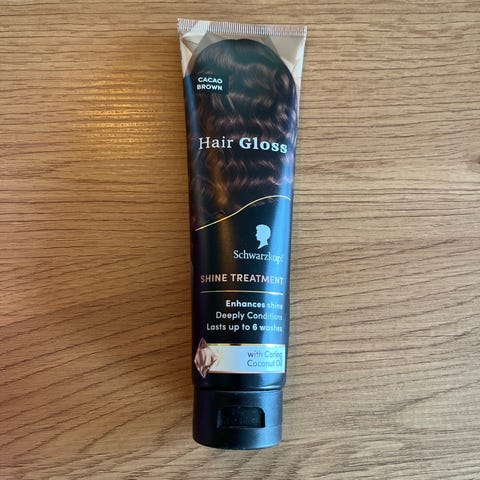 CACAO
BROWN
Hair Gloss
Schwarzkopf
SHINE TREATMENT
Enhances shine
Deeply Conditions
Lasts up to 6 washes
with Caring
Coconut Oil